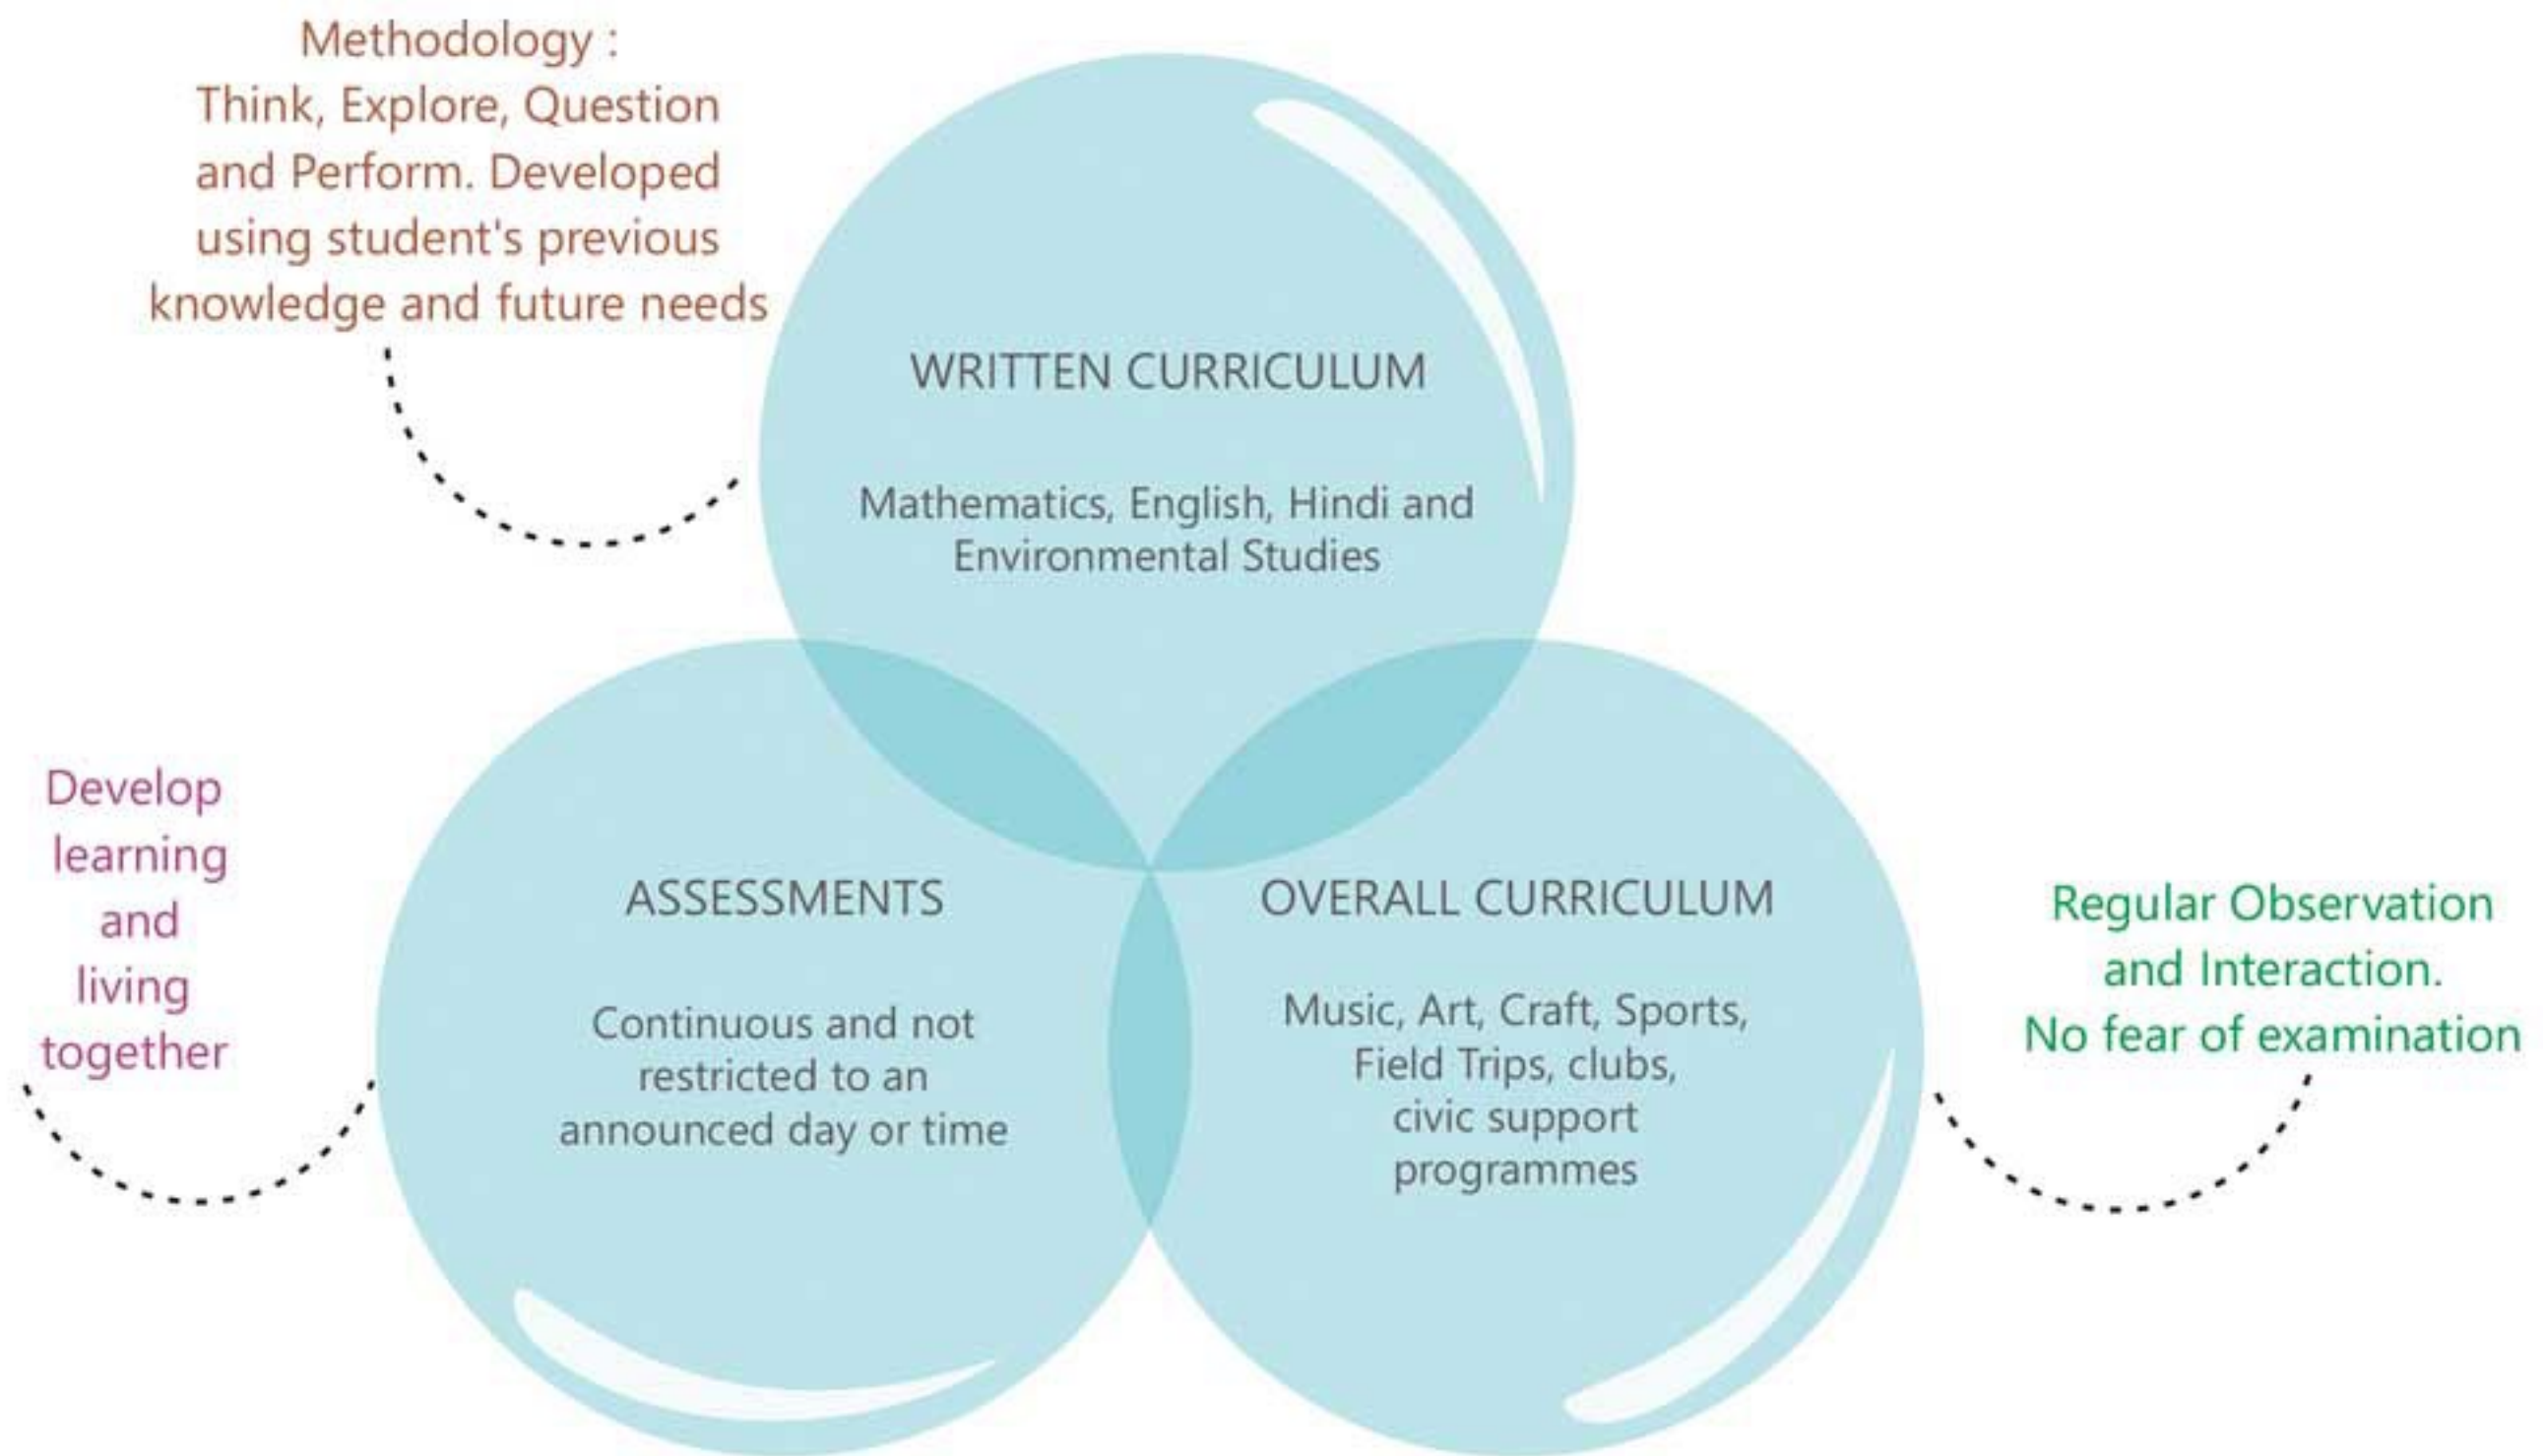 Methodology :
Think, Explore, Question
and Perform. Developed
using student's previous
knowledge and future needs
WRITTEN CURRICULUM
Mathematics, English, Hindi and
Environmental Studies
Develop
learning
and
living
together
ASSESSMENTS
Continuous and not
restricted to an
announced day or time
OVERALL CURRICULUM
Music, Art, Craft, Sports,
Field Trips, clubs,
civic support
programmes
Regular Observation
and Interaction.
No fear of examination